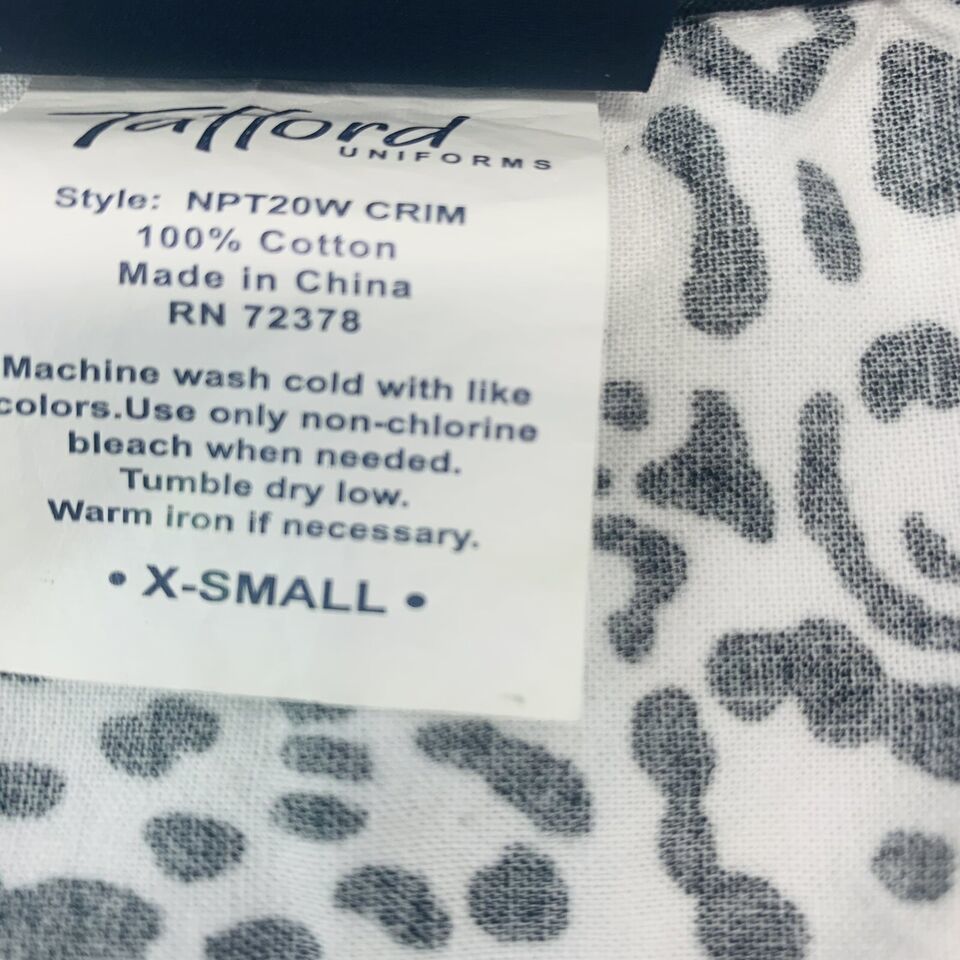 Tafford
UNIFORMS
Style: NPT20W CRIM
100% Cotton
Made in China
RN 72378
Machine wash cold with like
colors.Use only non-chlorine
bleach when needed.
Tumble dry low.
Warm iron if necessary.
• X-SMALL •